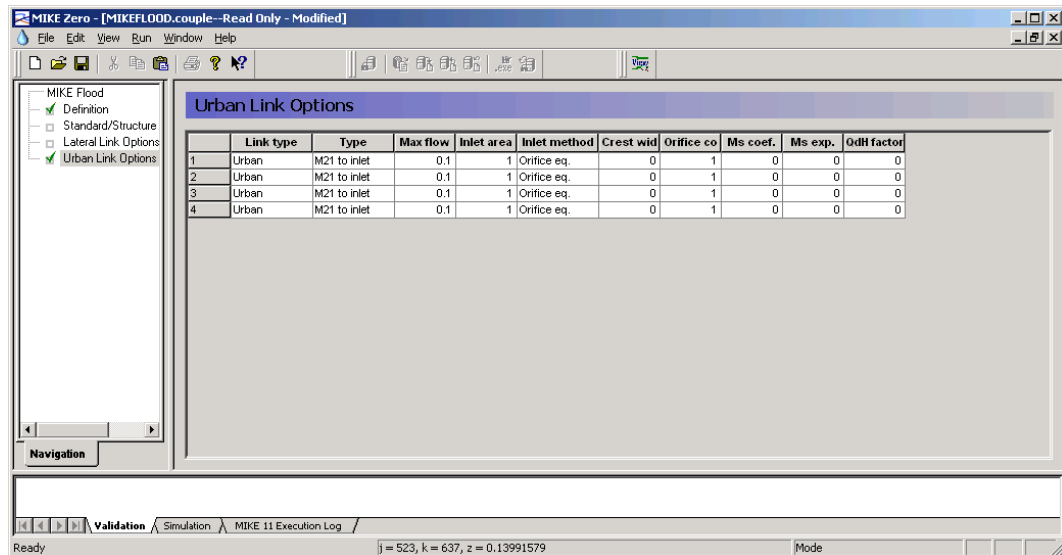 MIKE Zero - [MIKEFLOOD.couple--Read Only - Modified]
File Edit View Run Window Help
MIKE Flood
Definition
Standard/Structure
Lateral Link Options
Urban Link Options
Navigation
Urban Link Options
Link type Type Max flow Inlet area Inlet method Crest wid Orifice co Ms coef. Ms exp. QdH factor
1 Urban M21 to inlet 0.1 1 Orifice eq. 0 1 0 0 0
2 Urban M21 to inlet 0.1 1 Orifice eq. 0 1 0 0 0
3 Urban M21 to inlet 0.1 1 Orifice eq. 0 1 0 0 0
4 Urban M21 to inlet 0.1 1 Orifice eq. 0 1 0 0 0
Validation Simulation MIKE 11 Execution Log
Ready j = 523, k = 637, z = 0.13991579 Mode